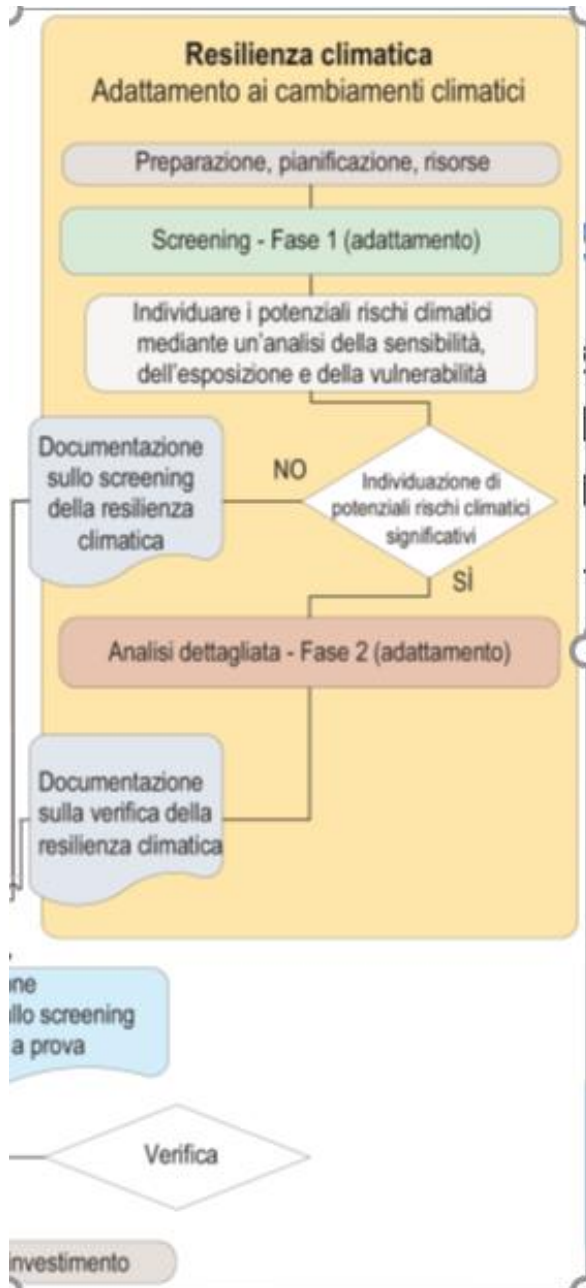 Resilienza climatica
Adattamento ai cambiamenti climatici
Preparazione, pianificazione, risorse
Screening - Fase 1 (adattamento)
Individuare i potenziali rischi climatici
mediante un'analisi della sensibilità,
dell'esposizione e della vulnerabilità
Documentazione
sullo screening
della resilienza
climatica
NO
Individuazione di
potenziali rischi climatici
significativi
SÌ
Analisi dettagliata - Fase 2 (adattamento)
Documentazione
sulla verifica della
resilienza climatica
one
llo screening
a prova
Verifica
nvestimento